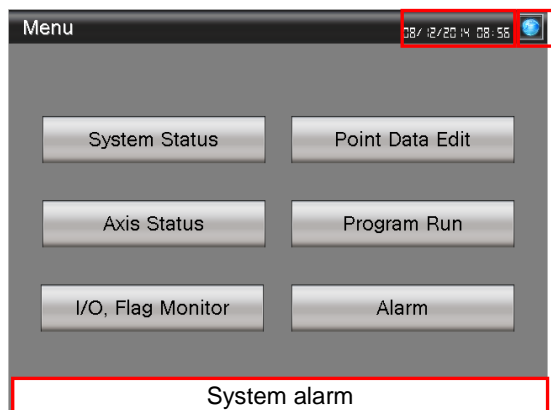 Menu 08/12/2014 08:56
System Status Point Data Edit
Axis Status Program Run
I/O, Flag Monitor Alarm
System alarm